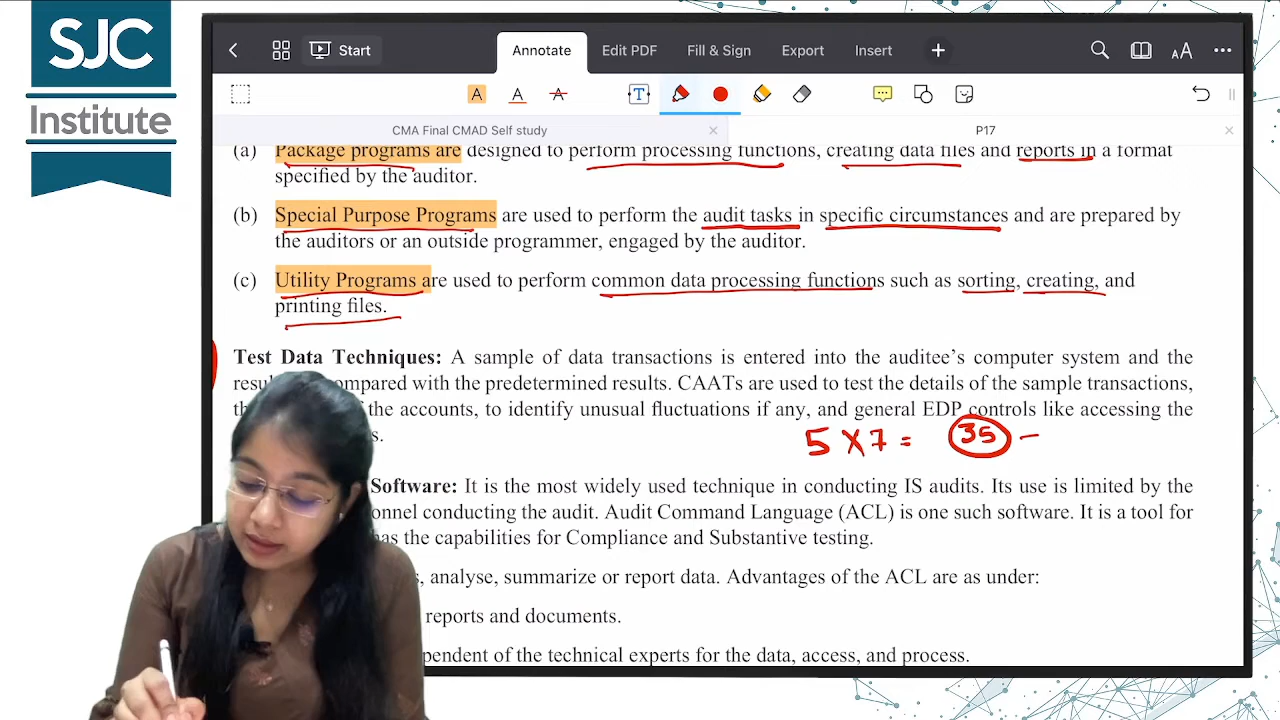 SJC
Institute
Start
Annotate
Edit PDF
Fill & Sign
Export
Insert
CMA Final CMAD Self study
P17
(a) Package programs are designed to perform processing functions, creating data files and reports in a format
specified by the auditor.
(b) Special Purpose Programs are used to perform the audit tasks in specific circumstances and are prepared by
the auditors or an outside programmer, engaged by the auditor.
(c) Utility Programs are used to perform common data processing functions such as sorting, creating, and
printing files.
Test Data Techniques: A sample of data transactions is entered into the auditee's computer system and the
compared with the predetermined results. CAATs are used to test the details of the sample transactions,
the accounts, to identify unusual fluctuations if any, and general EDP controls like accessing the
5 X 7 = 35 -
Software: It is the most widely used technique in conducting IS audits. Its use is limited by the
conducting the audit. Audit Command Language (ACL) is one such software. It is a tool for
has the capabilities for Compliance and Substantive testing.
analyse, summarize or report data. Advantages of the ACL are as under:
reports and documents.
of the technical experts for the data, access, and process.